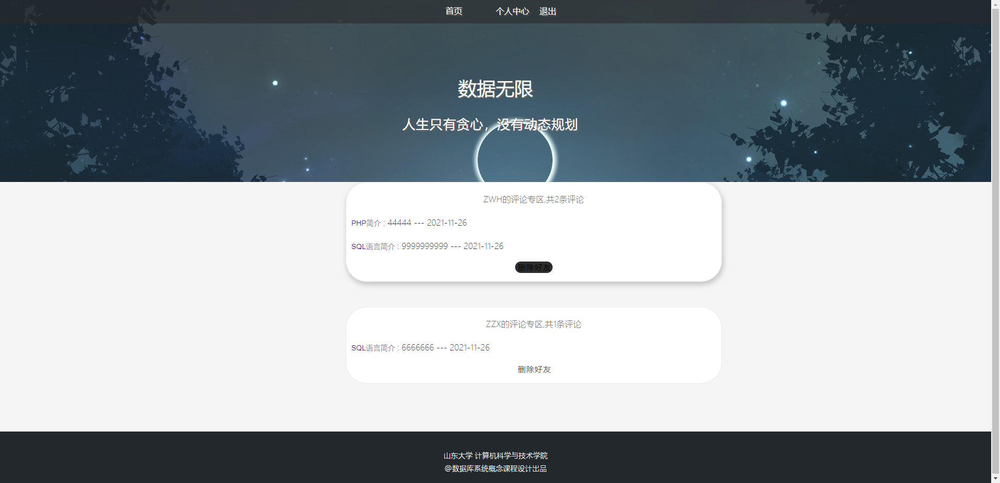 首页 个人中心 退出
数据无限
人生只有贪心，没有动态规划
ZWH的评论专区,共2条评论
PHP简介 : 44444 --- 2021-11-26
SQL语言简介 : 9999999999 --- 2021-11-26
删除好友
ZZX的评论专区,共1条评论
SQL语言简介 : 6666666 --- 2021-11-26
删除好友
山东大学 计算机科学与技术学院
@数据库系统概念课程设计出品